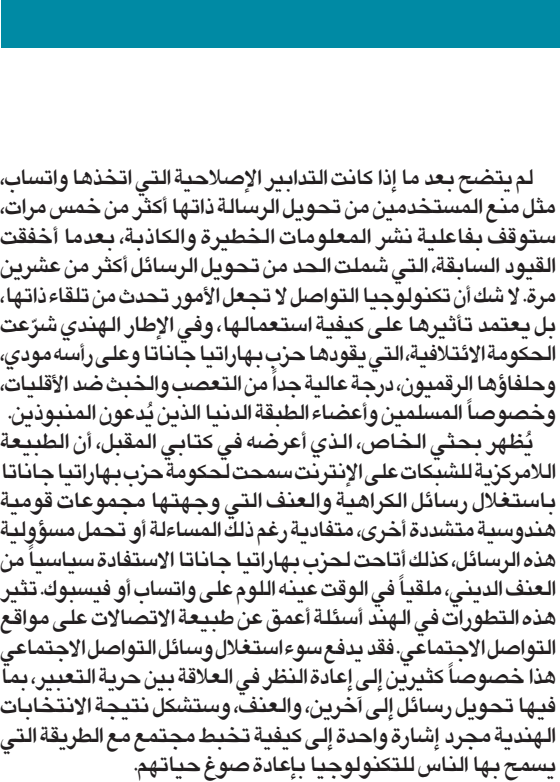 لم يتضح بعد ما إذا كانت التدابير الإصلاحية التي اتخذها واتساب،
مثل منع المستخدمين من تحويل الرسالة ذاتها أكثر من خمس مرات،
ستوقف بفاعلية نشر المعلومات الخطيرة والكاذبة، بعدما أخفقت
القيود السابقة، التي شملت الحد من تحويل الرسائل أكثر من عشرين
مرة. لا شك أن تكنولوجيا التواصل لا تجعل الأمور تحدث من تلقاء ذاتها،
بل يعتمد تأثيرها على كيفية استعمالها، وفي الإطار الهندي شرّعت
الحكومة الائتلافية، التي يقودها حزب بهاراتيا جاناتا وعلى رأسه مودي،
وحلفاؤها الرقميون، درجة عالية جداً من التعصب والخبث ضد الأقليات،
وخصوصاً المسلمين وأعضاء الطبقة الدنيا الذين يُدعون المنبوذين.
يُظهر بحثي الخاص، الذي أعرضه في كتابي المقبل، أن الطبيعة
اللامركزية للشبكات على الإنترنت سمحت لحكومة حزب بهاراتيا جاناتا
باستغلال رسائل الكراهية والعنف التي وجهتها مجموعات قومية
هندوسية متشددة أخرى، متفادية رغم ذلك المساءلة أو تحمل مسؤولية
هذه الرسائل، كذلك أتاحت لحزب بهاراتيا جاناتا الاستفادة سياسياً من
العنف الديني، ملقياً في الوقت عينه اللوم على واتساب أو فيسبوك. تثير
هذه التطورات في الهند أسئلة أعمق عن طبيعة الاتصالات على مواقع
التواصل الاجتماعي. فقد يدفع سوء استغلال وسائل التواصل الاجتماعي
هذا خصوصاً كثيرين إلى إعادة النظر في العلاقة بين حرية التعبير، بما
فيها تحويل رسائل إلى آخرين، والعنف، وستشكل نتيجة الانتخابات
الهندية مجرد إشارة واحدة إلى كيفية تخبط مجتمع مع الطريقة التي
يسمح بها الناس للتكنولوجيا بإعادة صوغ حياتهم.